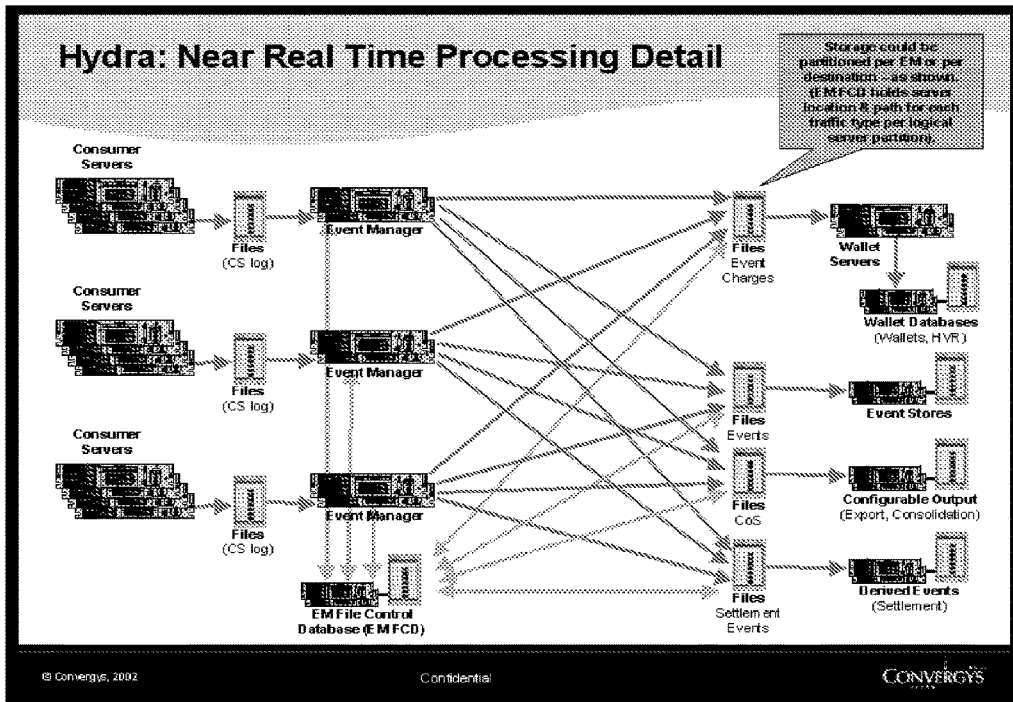 Hydra: Near Real Time Processing Detail
Storage could be
partitioned per EM or per
destination – as shown.
(EMFCD holds server
location & path for each
traffic type per logical
server partition).
Consumer
Servers
Files
(CS log)
Event Manager
Files
Event
Charges
Wallet
Servers
Wallet Databases
(Wallets, HVR)
Consumer
Servers
Files
(CS log)
Event Manager
Files
Events
Event Stores
Consumer
Servers
Files
(CS log)
Event Manager
Files
CoS
Configurable Output
(Export, Consolidation)
EM File Control
Database (EMFCD)
Files
Settlement
Events
Derived Events
(Settlement)
© Convergys, 2002
Confidential
CONVERGYS